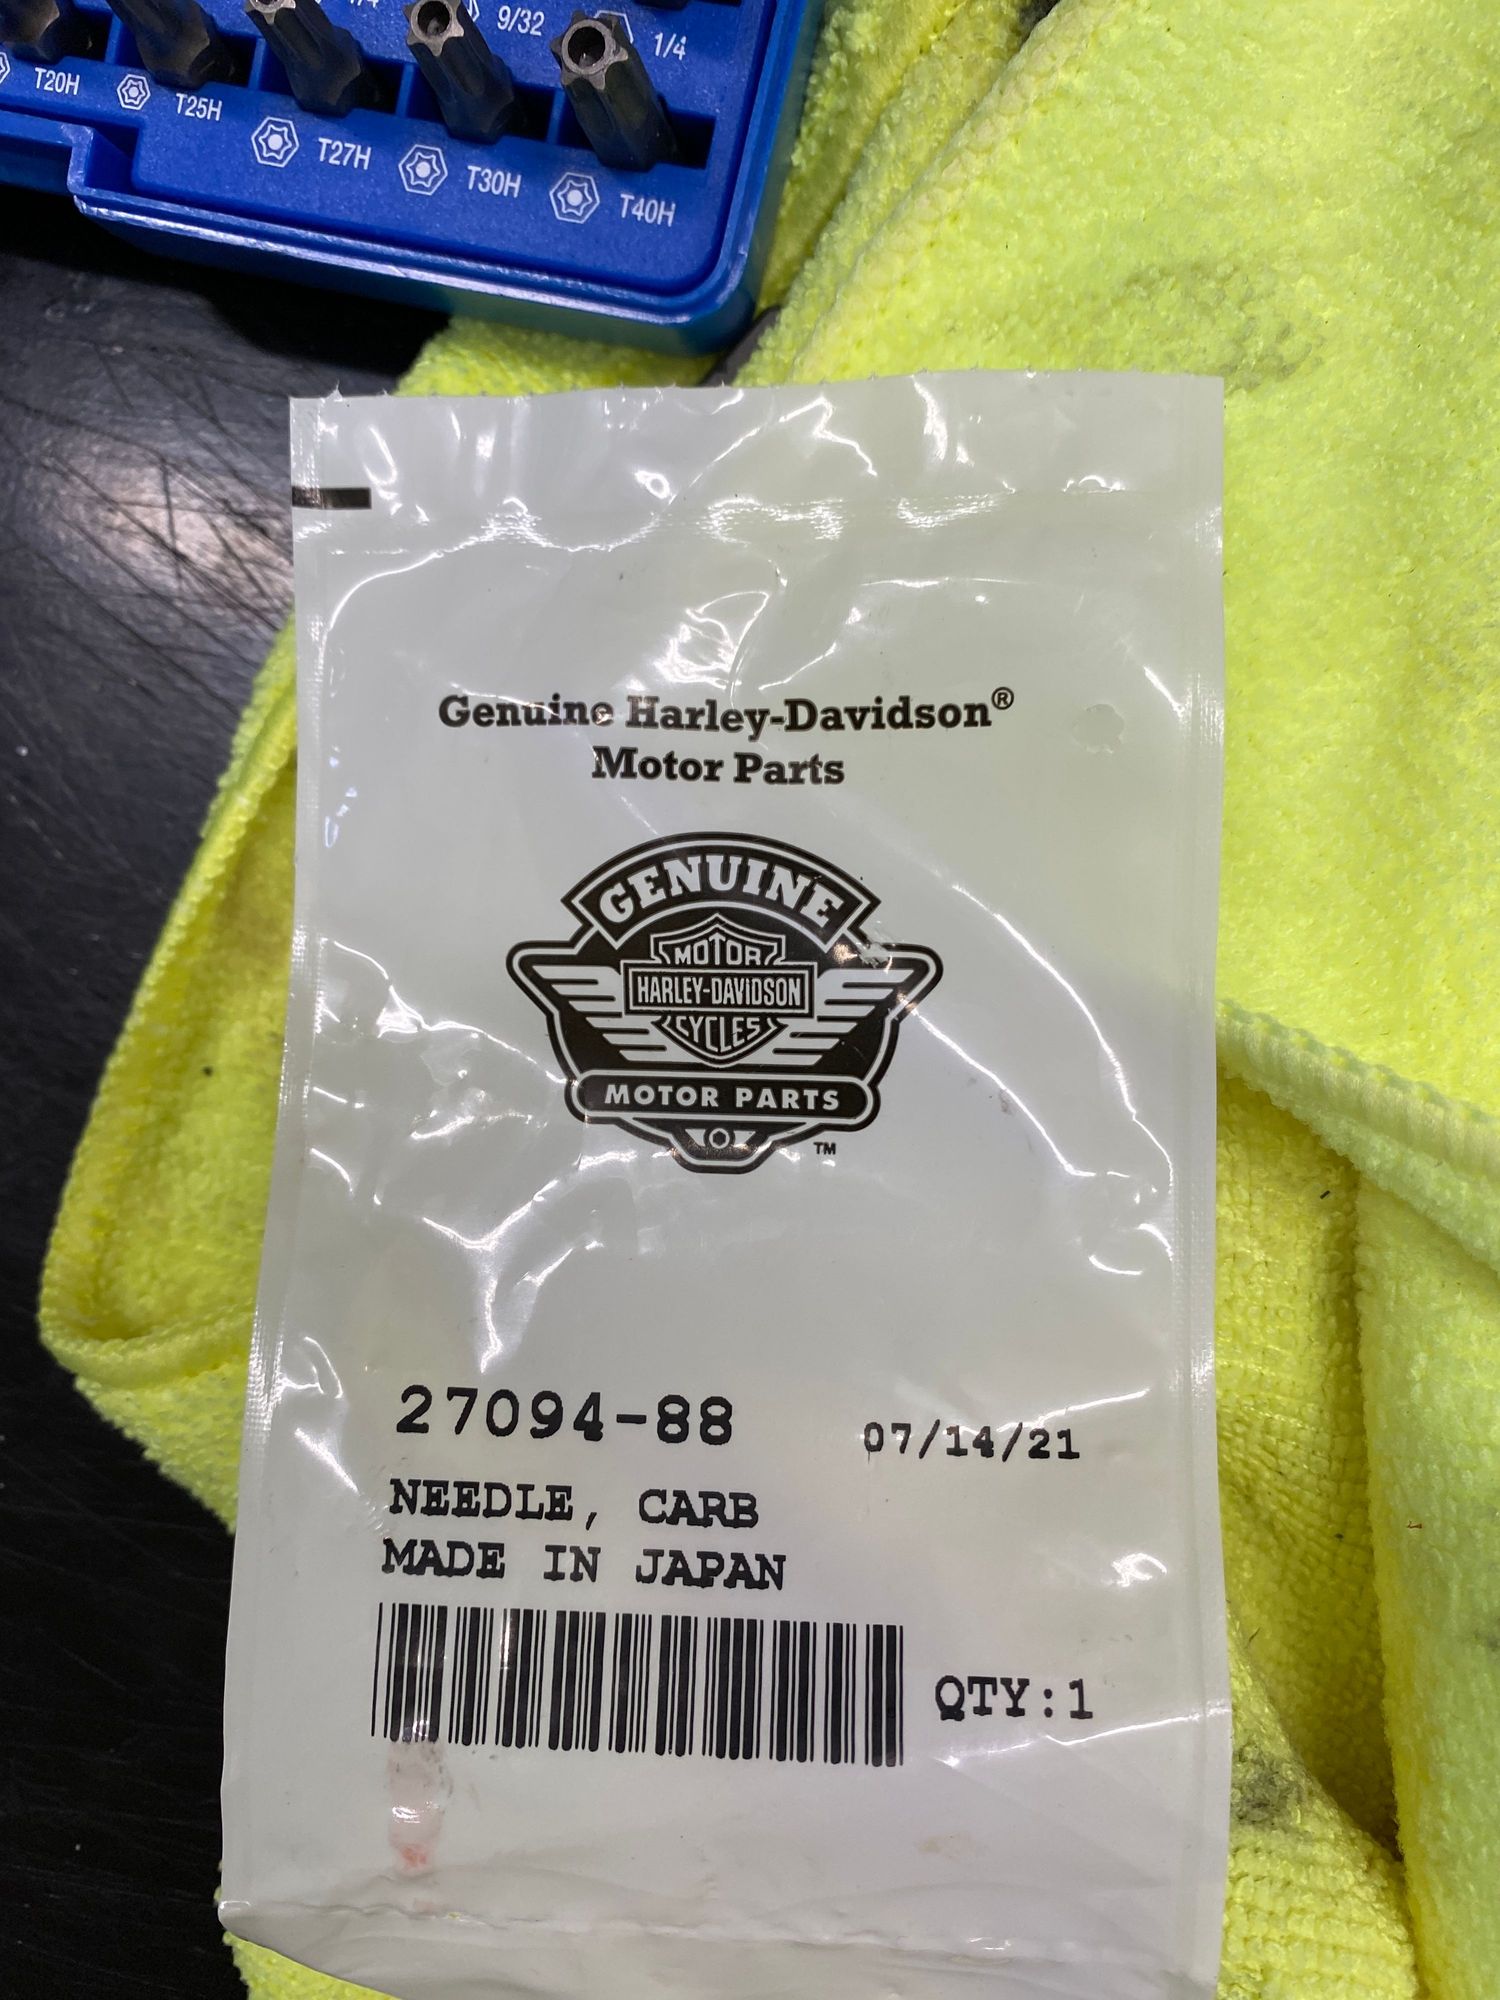 9/32
1/4
T20H
T25H
T27H
T30H
T40H
Genuine Harley-Davidson®
Motor Parts
GENUINE
MOTOR
HARLEY-DAVIDSON
CYCLES
MOTOR PARTS
TM
27094-88 07/14/21
NEEDLE, CARB
MADE IN JAPAN
QTY:1